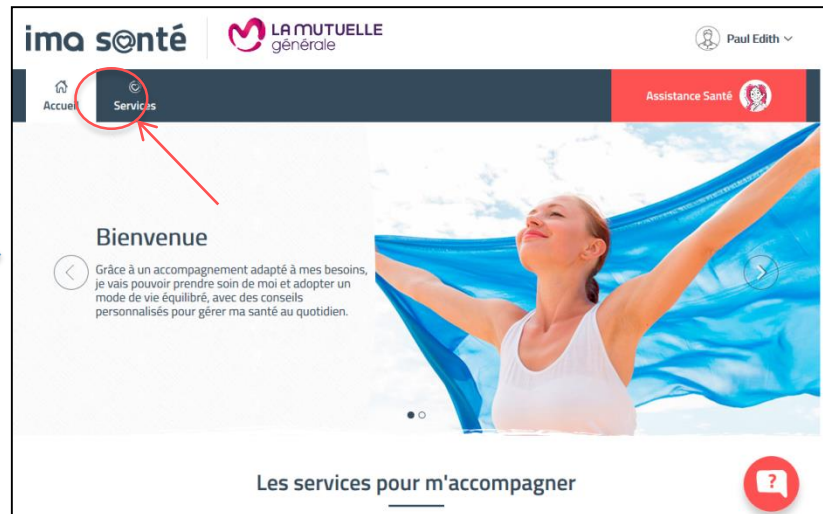 ima s@nté
LA MUTUELLE
générale
Paul Edith
Accueil
Services
Assistance Santé
Bienvenue
Grâce à un accompagnement adapté à mes besoins,
je vais pouvoir prendre soin de moi et adopter un
mode de vie équilibré, avec des conseils
personnalisés pour gérer ma santé au quotidien.
Les services pour m'accompagner
?